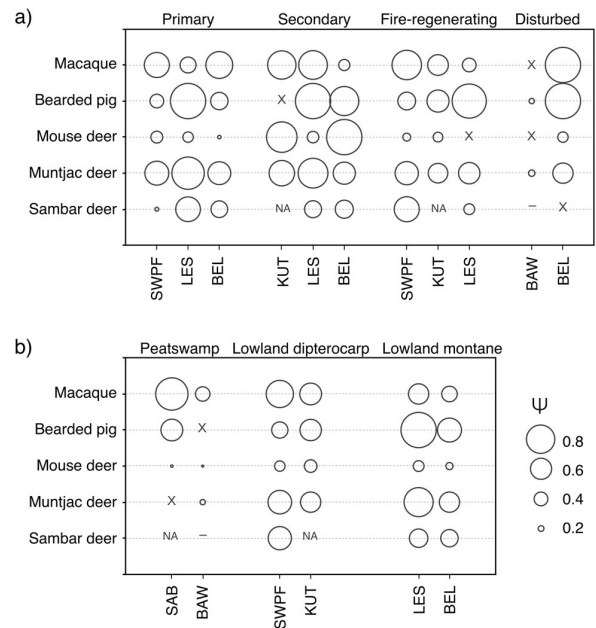 a)
Primary Secondary Fire-regenerating Disturbed
Macaque X
Bearded pig X
Mouse deer X X
Muntjac deer
Sambar deer NA NA – X
SWPF LES BEL KUT LES BEL SWPF KUT LES BAW BEL
b)
Peatswamp Lowland dipterocarp Lowland montane
Macaque
Bearded pig X
Mouse deer
Muntjac deer X
Sambar deer NA – NA
SAB BAW SWPF KUT LES BEL
Ψ
0.8
0.6
0.4
0.2